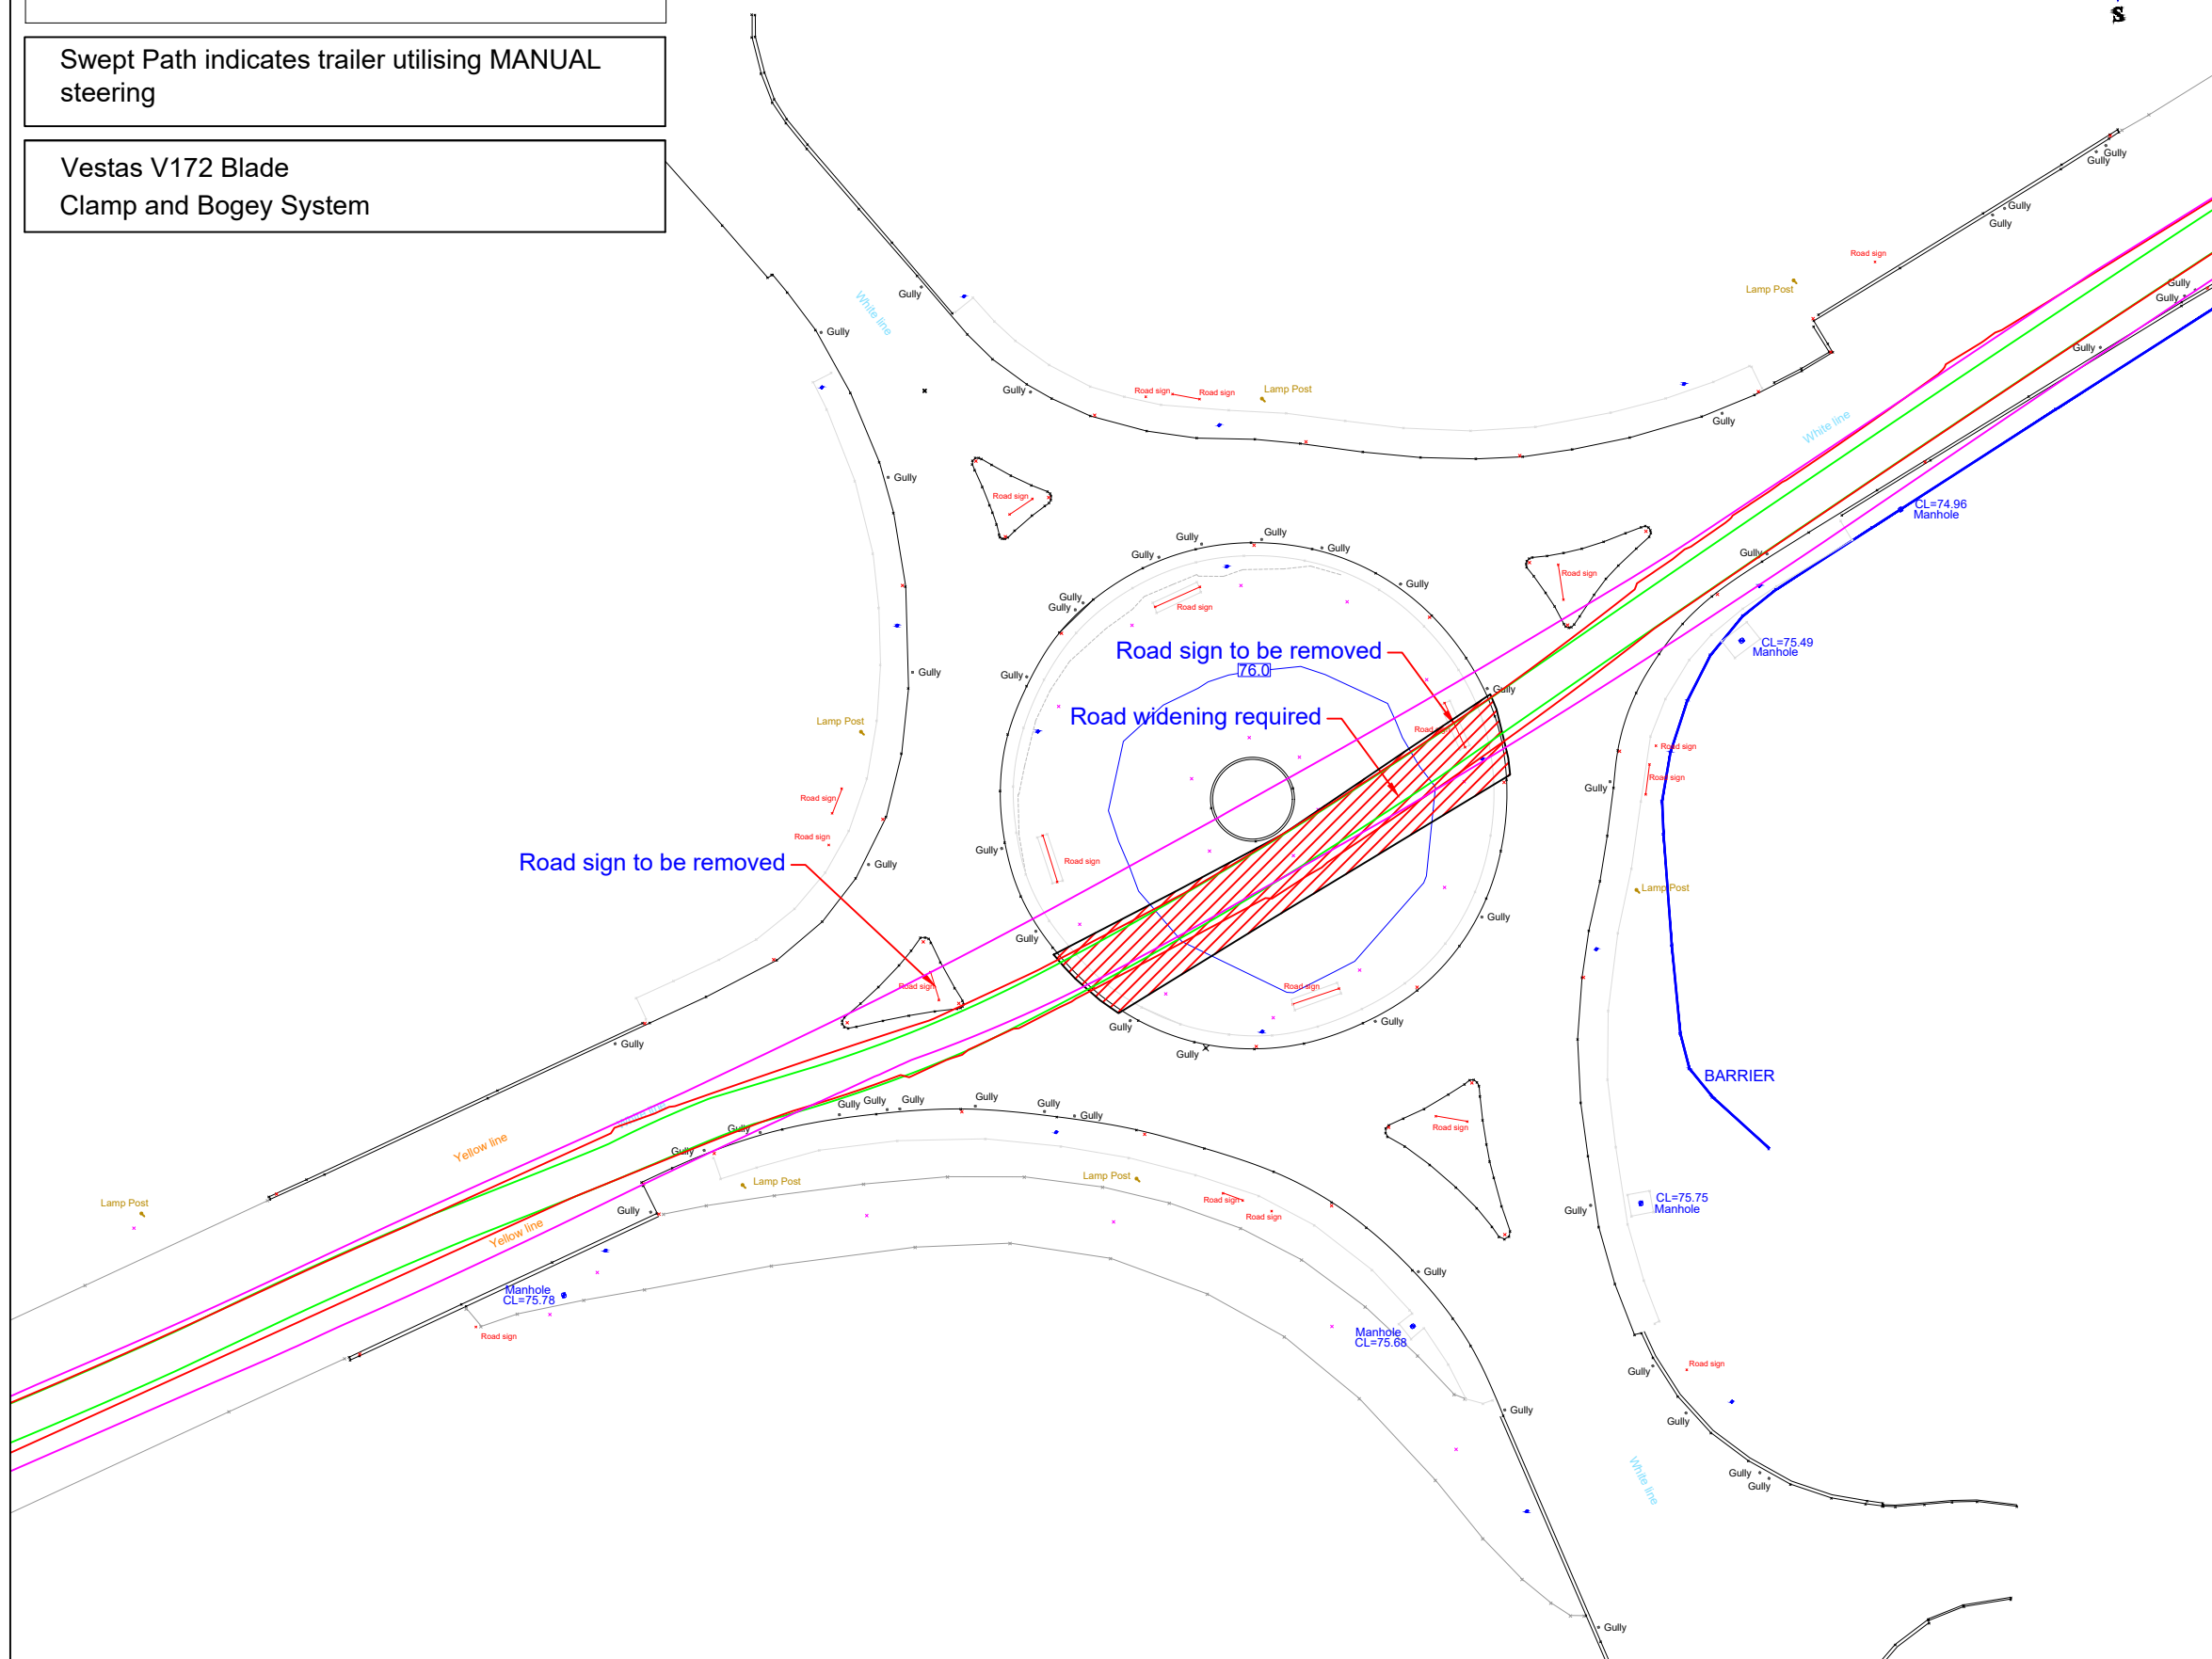 S
Swept Path indicates trailer utilising MANUAL
steering
Vestas V172 Blade
Clamp and Bogey System
Gully
Gully
Gully
Gully
Road sign
Lamp Post
Gully
Gully
Gully
White line
Gully
Gully
Road sign
Road sign
Lamp Post
Gully
Gully
White line
Gully
Road sign
CL=74.96
Manhole
Gully
Gully
Gully
Gully
Gully
Road sign
Gully
Gully
Gully
Road sign
CL=75.49
Manhole
Road sign to be removed
76.0
Gully
Gully
Gully
Lamp Post
Road widening required
Road sign
Road sign
Road sign
Gully
Road sign
Road sign
Gully
Road sign
Road sign to be removed
Gully
Lamp Post
Gully
Gully
Road sign
Road sign
Gully
Gully
Gully
Gully
BARRIER
Gully
Gully
Gully
Gully
Gully
Gully
Road sign
Gully
Yellow line
Gully
Lamp Post
Lamp Post
Lamp Post
Road sign
Road sign
CL=75.75
Manhole
Gully
Gully
Yellow line
Gully
Manhole
CL=75.78
Road sign
Manhole
CL=75.68
Road sign
Gully
Gully
Gully
White line
Gully
Gully
Gully